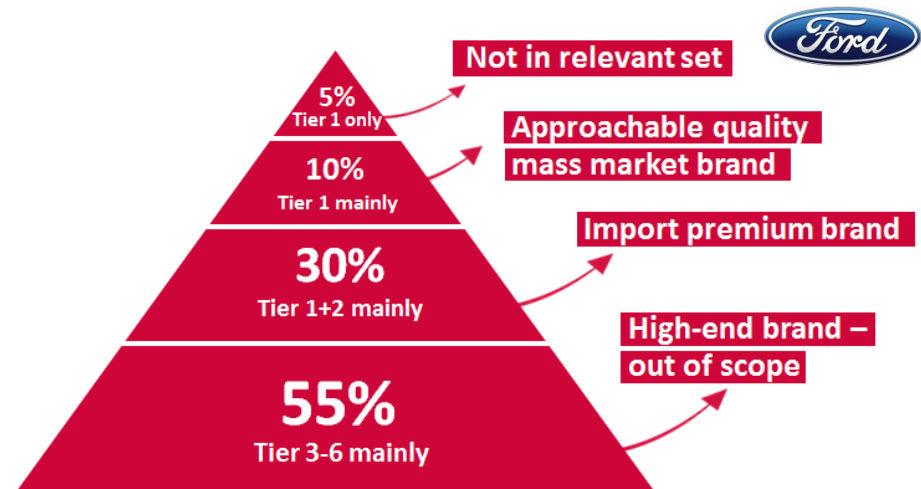 Ford
Not in relevant set
5%
Tier 1 only
Approachable quality
mass market brand
10%
Tier 1 mainly
Import premium brand
30%
Tier 1+2 mainly
High-end brand –
out of scope
55%
Tier 3-6 mainly